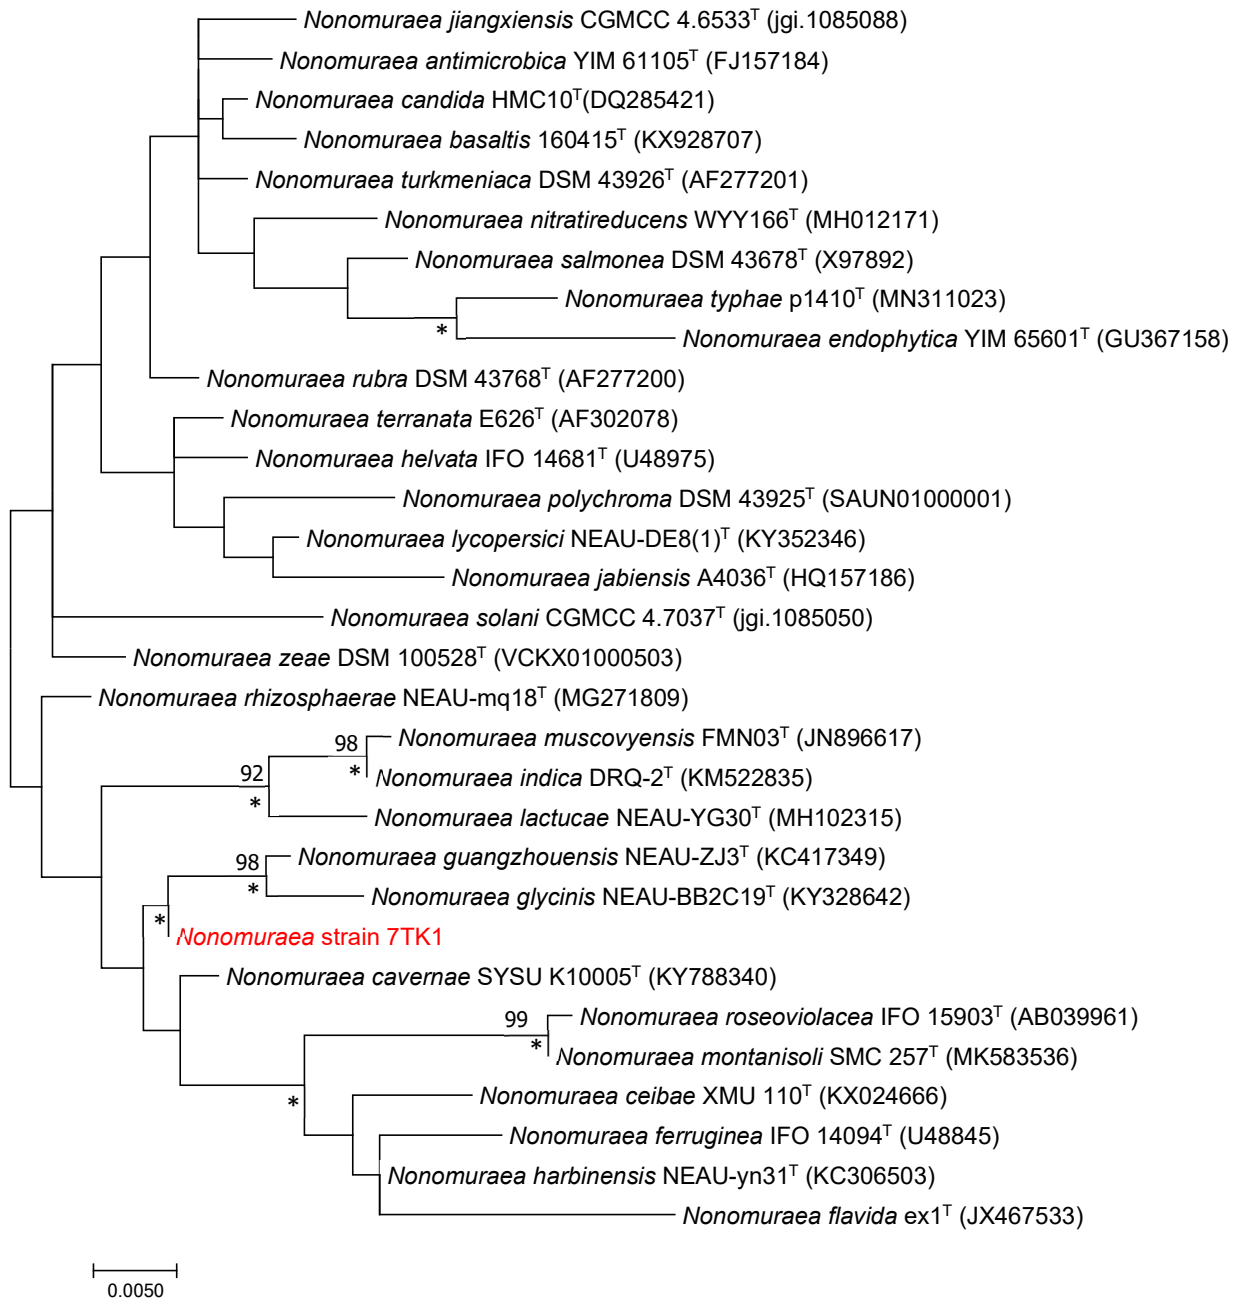 Nonomuraea jiangxiensis CGMCC 4.6533ᵀ (jgi.1085088)
Nonomuraea antimicrobica YIM 61105ᵀ (FJ157184)
Nonomuraea candida HMC10ᵀ(DQ285421)
Nonomuraea basaltis 160415ᵀ (KX928707)
Nonomuraea turkmeniaca DSM 43926ᵀ (AF277201)
Nonomuraea nitratireducens WYY166ᵀ (MH012171)
Nonomuraea salmonea DSM 43678ᵀ (X97892)
Nonomuraea typhae p1410ᵀ (MN311023)
*
Nonomuraea endophytica YIM 65601ᵀ (GU367158)
Nonomuraea rubra DSM 43768ᵀ (AF277200)
Nonomuraea terranata E626ᵀ (AF302078)
Nonomuraea helvata IFO 14681ᵀ (U48975)
Nonomuraea polychroma DSM 43925ᵀ (SAUN01000001)
Nonomuraea lycopersici NEAU-DE8(1)ᵀ (KY352346)
Nonomuraea jabiensis A4036ᵀ (HQ157186)
Nonomuraea solani CGMCC 4.7037ᵀ (jgi.1085050)
Nonomuraea zeae DSM 100528ᵀ (VCKX01000503)
Nonomuraea rhizosphaerae NEAU-mq18ᵀ (MG271809)
98 Nonomuraea muscovyensis FMN03ᵀ (JN896617)
*
92
Nonomuraea indica DRQ-2ᵀ (KM522835)
*
Nonomuraea lactucae NEAU-YG30ᵀ (MH102315)
98 Nonomuraea guangzhouensis NEAU-ZJ3ᵀ (KC417349)
*
Nonomuraea glycinis NEAU-BB2C19ᵀ (KY328642)
*
Nonomuraea strain 7TK1
Nonomuraea cavernae SYSU K10005ᵀ (KY788340)
99 Nonomuraea roseoviolacea IFO 15903ᵀ (AB039961)
*
Nonomuraea montanisoli SMC 257ᵀ (MK583536)
*
Nonomuraea ceibae XMU 110ᵀ (KX024666)
Nonomuraea ferruginea IFO 14094ᵀ (U48845)
Nonomuraea harbinensis NEAU-yn31ᵀ (KC306503)
Nonomuraea flavida ex1ᵀ (JX467533)
0.0050